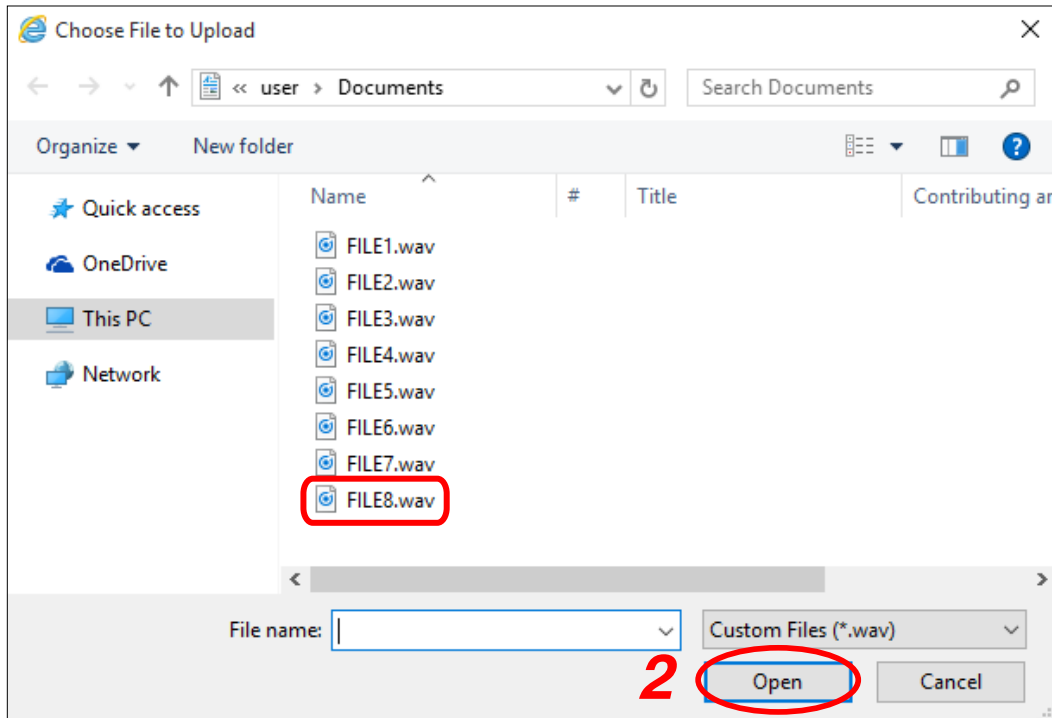 Choose File to Upload
« user > Documents
Search Documents
Organize
New folder
?
Name # Title Contributing ar
Quick access
OneDrive
This PC
Network
FILE1.wav
FILE2.wav
FILE3.wav
FILE4.wav
FILE5.wav
FILE6.wav
FILE7.wav
FILE8.wav
File name:
Custom Files (*.wav)
2
Open
Cancel